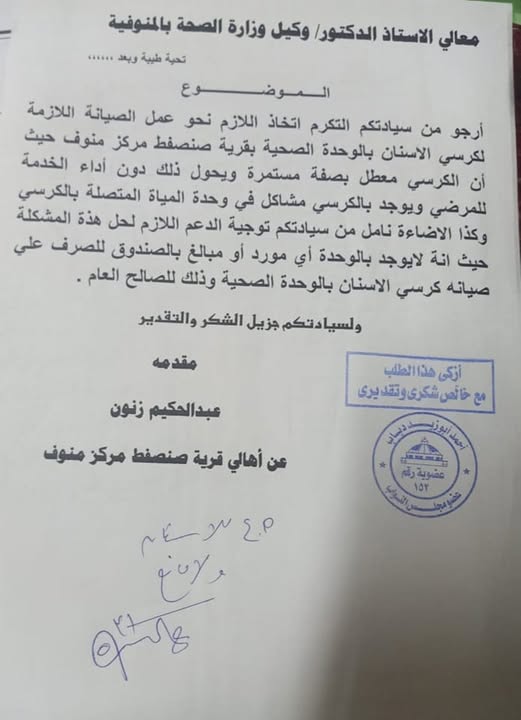 معالي الاستاذ الدكتور/ وكيل وزارة الصحة بالمنوفية
تحية طيبة وبعد ......
الموضوع
أرجو من سيادتكم التكرم اتخاذ اللازم نحو عمل الصيانة اللازمة
لكرسي الاسنان بالوحدة الصحية بقرية صنصفط مركز منوف حيث
أن الكرسي معطل بصفة مستمرة ويحول ذلك دون أداء الخدمة
للمرضي ويوجد بالكرسي مشاكل في وحدة المياة المتصلة بالكرسي
وكذا الاضاءة نامل من سيادتكم توجية الدعم اللازم لحل هذة المشكلة
حيث انة لايوجد بالوحدة أي مورد أو مبالغ بالصندوق للصرف علي
صيانه كرسي الاسنان بالوحدة الصحية وذلك للصالح العام .
ولسيادتكم جزيل الشكر والتقدير
مقدمه
أزكى هذا الطلب
مع خالص شكرى وتقديرى
عبدالحكيم زنون
عن أهالي قرية صنصفط مركز منوف
أحمد أبوزيد دياب
عضوية رقم
١٥٢
عضو مجلس النواب